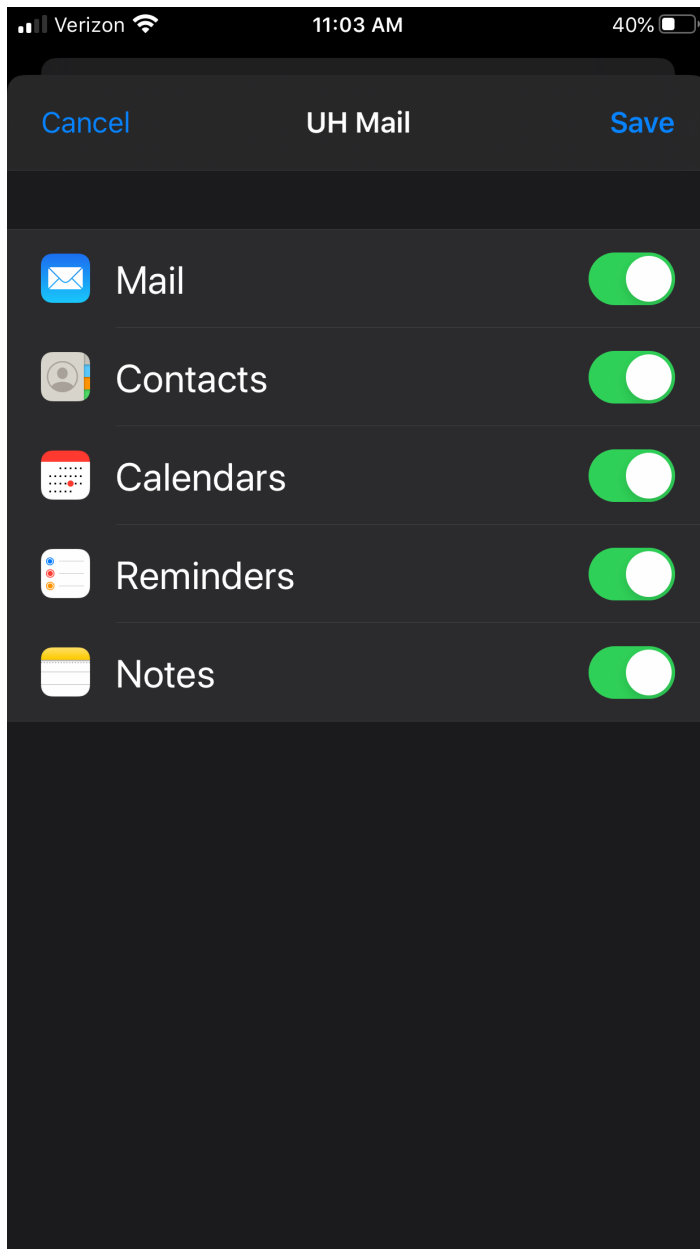 Verizon 11:03 AM 40%
Cancel UH Mail Save
Mail
Contacts
Calendars
Reminders
Notes